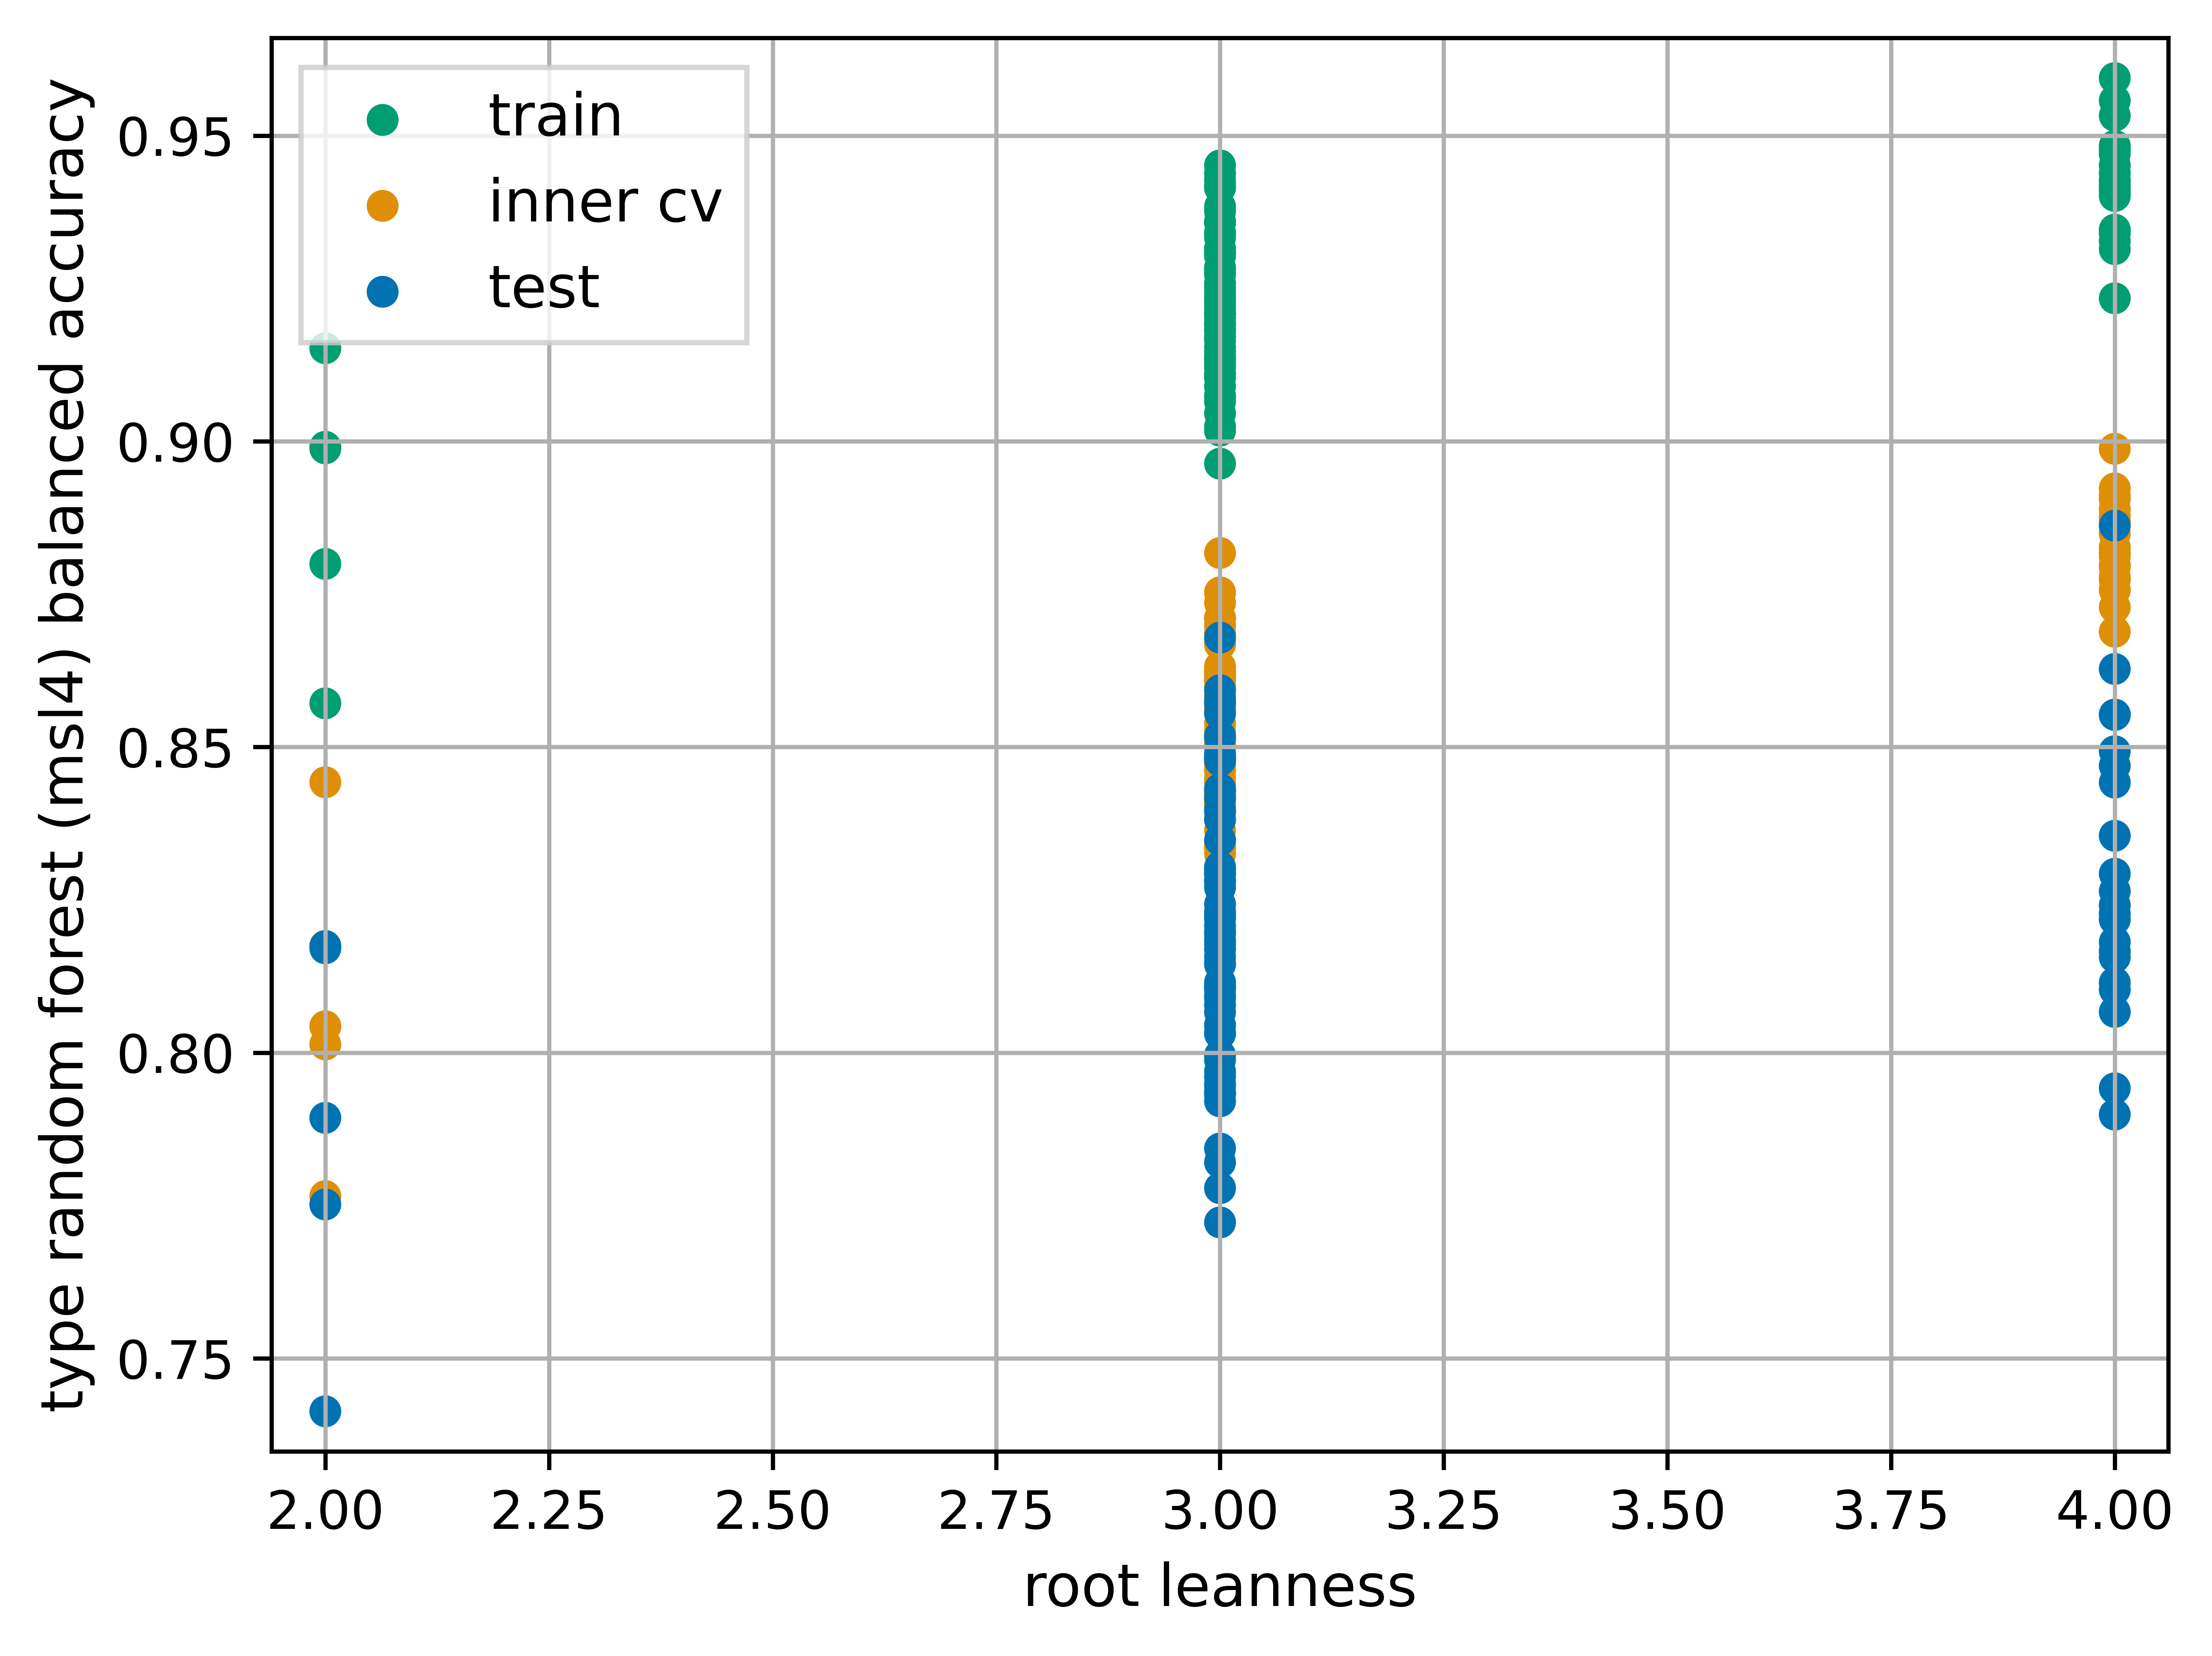 type random forest (msl4) balanced accuracy
0.95
0.90
0.85
0.80
0.75
train
inner cv
test
2.00 2.25 2.50 2.75 3.00 3.25 3.50 3.75 4.00
root leanness